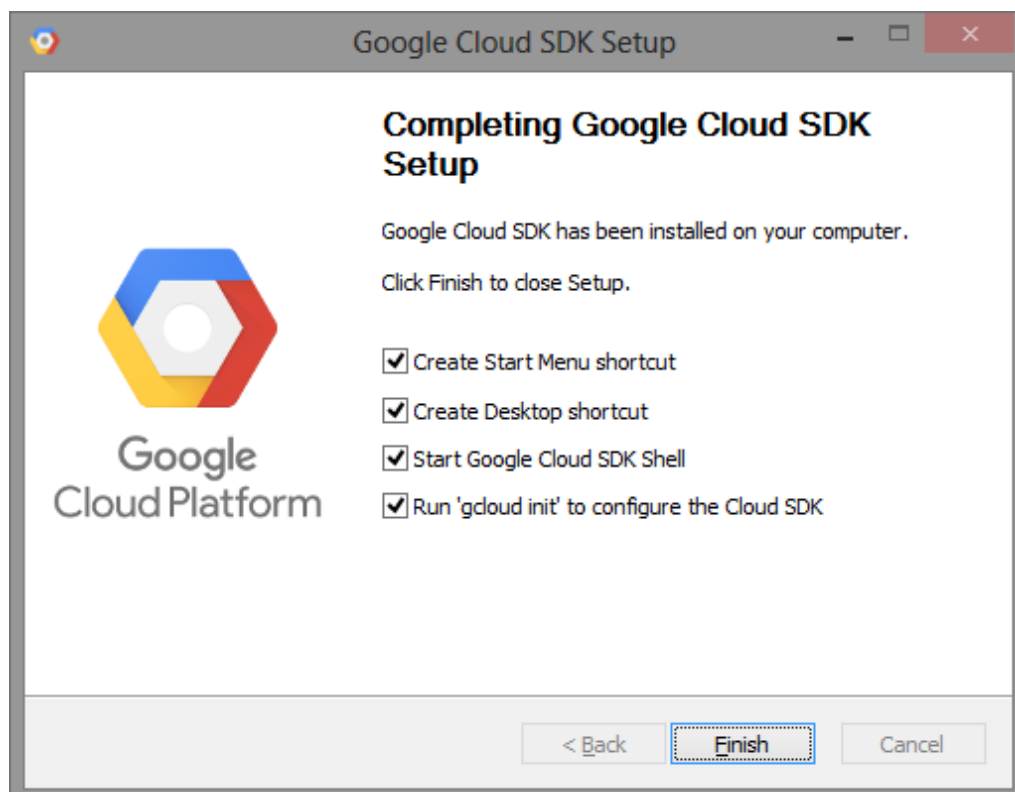 Google Cloud SDK Setup
Completing Google Cloud SDK
Setup
Google Cloud SDK has been installed on your computer.
Click Finish to close Setup.
Create Start Menu shortcut
Create Desktop shortcut
Start Google Cloud SDK Shell
Run 'gcloud init' to configure the Cloud SDK
Google
Cloud Platform
< Back
Finish
Cancel